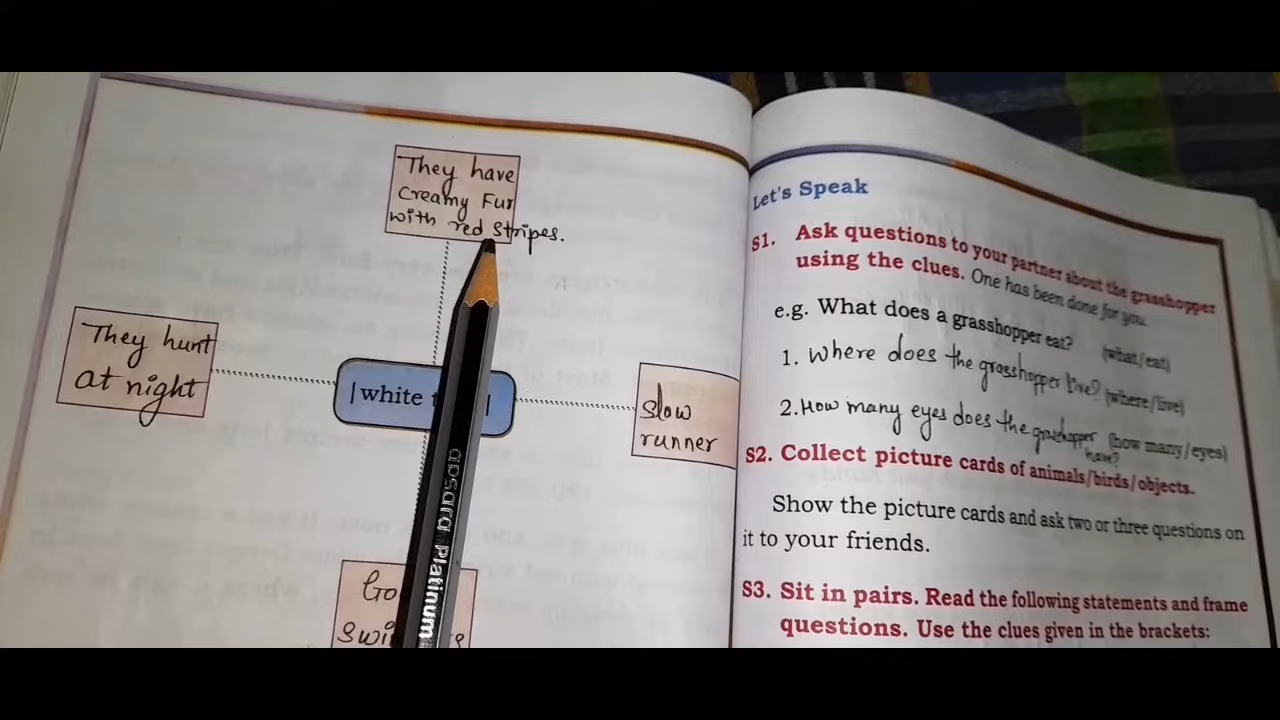 They have
Creamy Fur
with red stripes.
They hunt
at night
white
slow
runner
apsara Platinum
Let's Speak
S1. Ask questions to your partner about the grasshopper
using the clues. One has been done for you.
e.g. What does a grasshopper eat? (what/eat)
1. Where does the grasshopper live? (where/live)
2. How many eyes does the grasshopper (how many/eyes)
have?
S2. Collect picture cards of animals/birds/objects.
Show the picture cards and ask two or three questions on
it to your friends.
S3. Sit in pairs. Read the following statements and frame
questions. Use the clues given in the brackets: